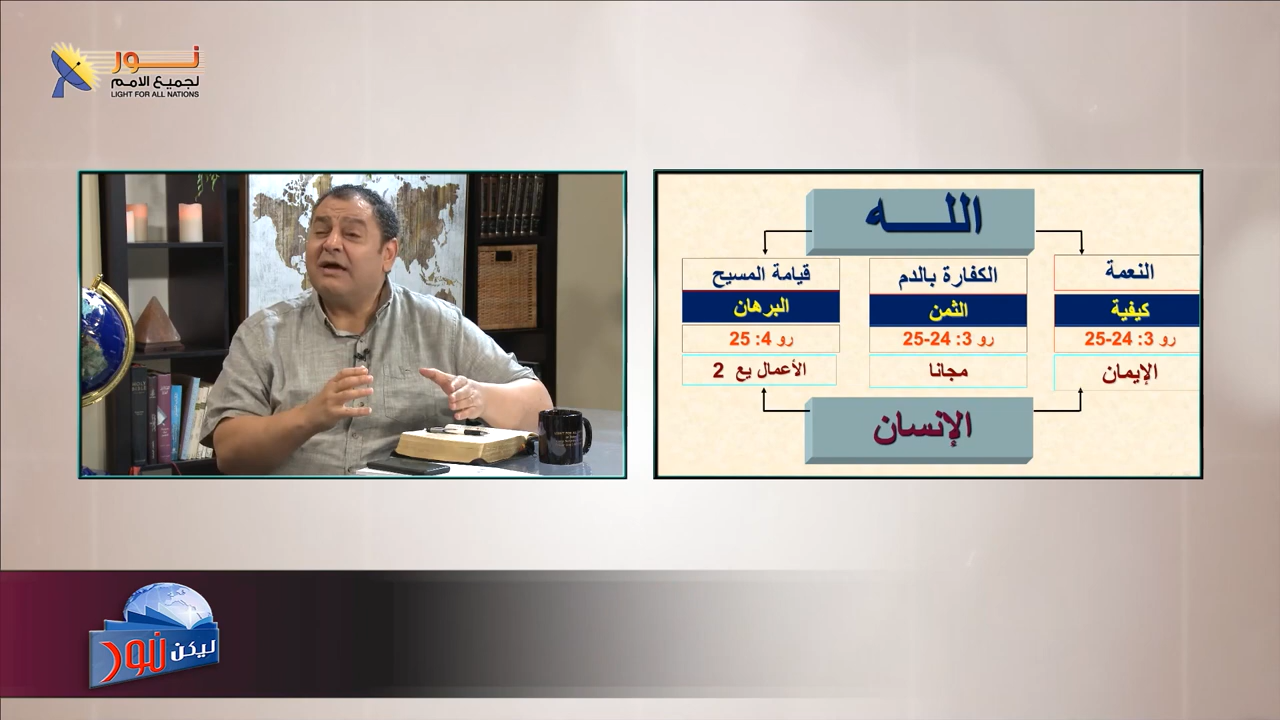 نور
لجميع الامم
LIGHT FOR ALL NATIONS
اللـــه
النعمة
كيفية
رو 3: 24-25
الإيمان
الكفارة بالدم
الثمن
رو 3: 24-25
مجانا
قيامة المسيح
البرهان
رو 4: 25
الأعمال يع 2
الإنسان
ليكن نور